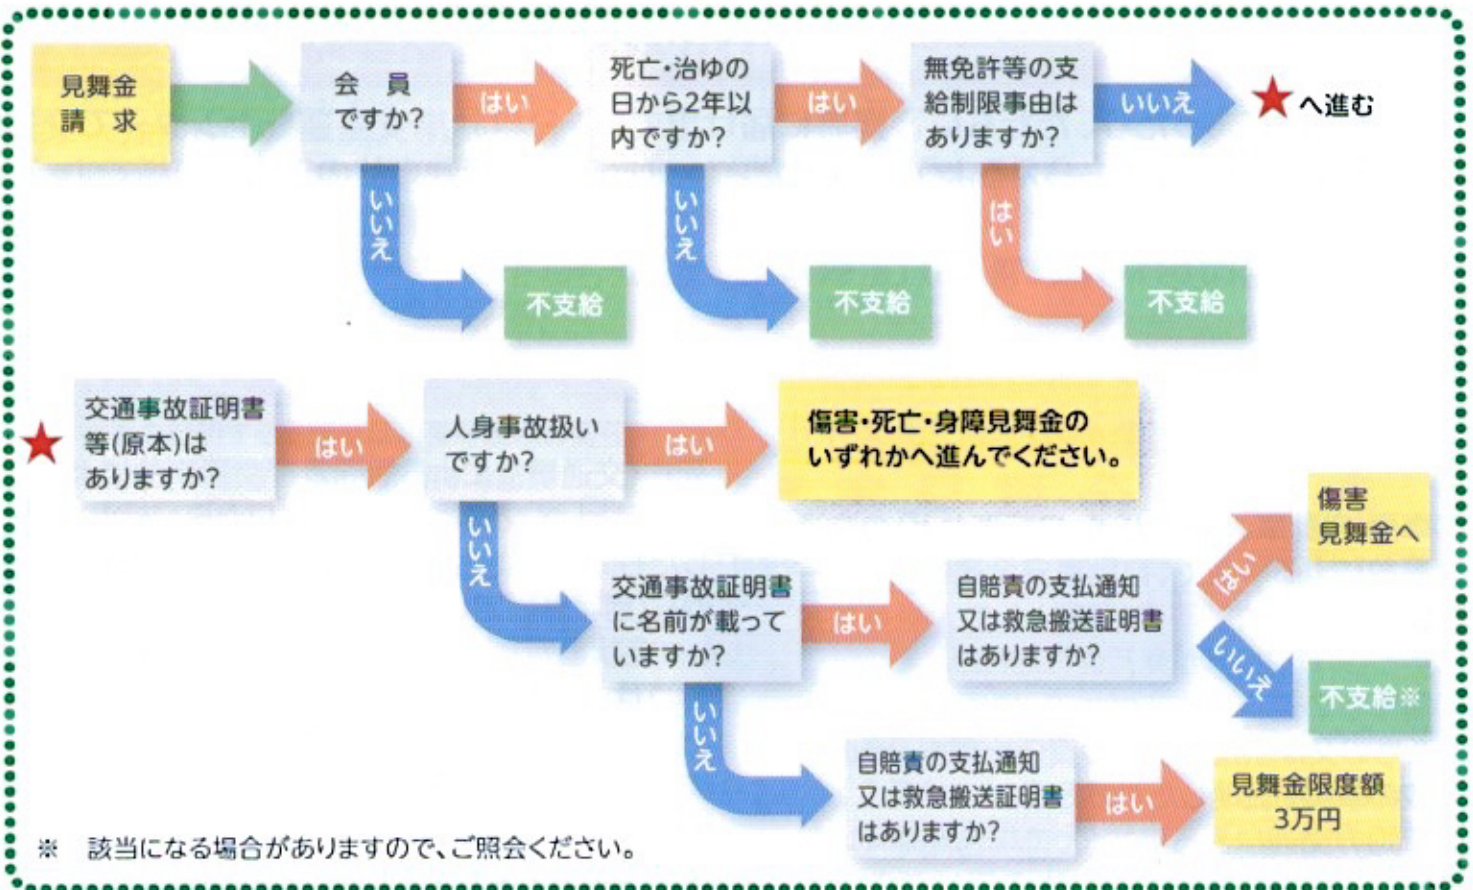 見舞金
請　求
会　員
ですか?
はい
死亡・治ゆの
日から2年以
内ですか?
はい
無免許等の支
給制限事由は
ありますか?
いいえ
★へ進む
いいえ
不支給
いいえ
不支給
はい
不支給
★
交通事故証明書
等(原本)は
ありますか?
はい
人身事故扱い
ですか?
はい
傷害・死亡・身障見舞金の
いずれかへ進んでください。
いいえ
交通事故証明書
に名前が載って
いますか?
はい
自賠責の支払通知
又は救急搬送証明書
はありますか?
はい
傷害
見舞金へ
いいえ
不支給※
いいえ
自賠責の支払通知
又は救急搬送証明書
はありますか?
はい
見舞金限度額
3万円
※　該当になる場合がありますので、ご照会ください。